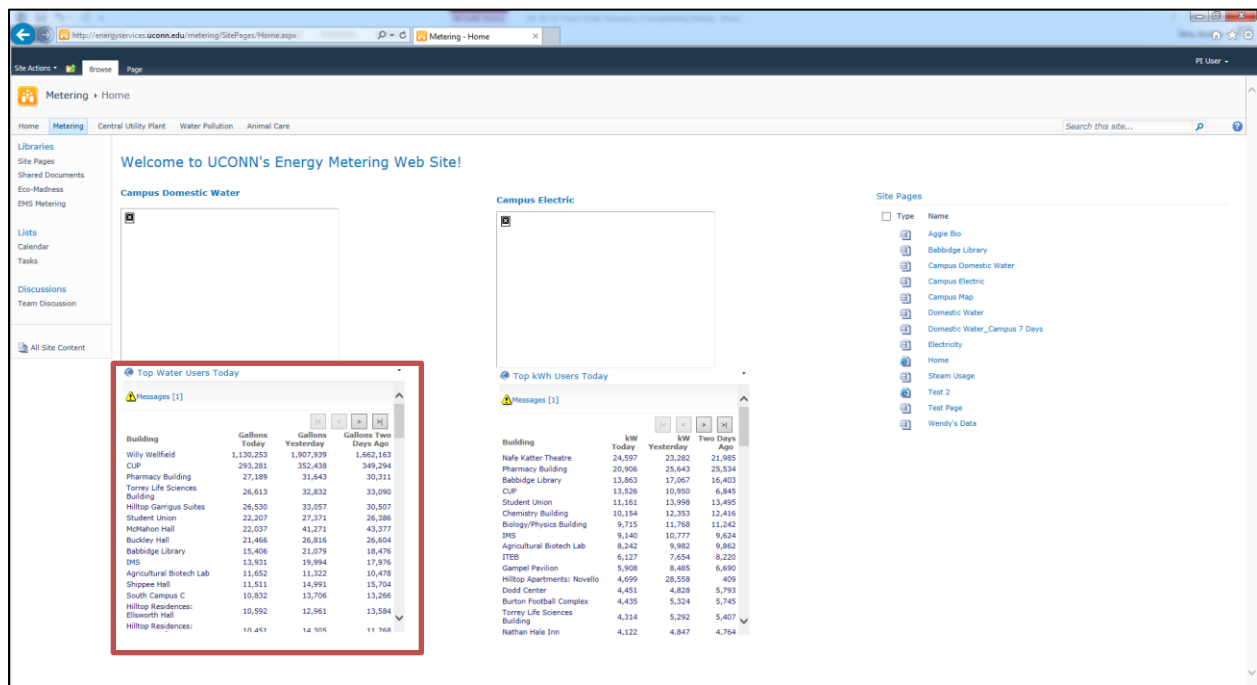 http://energyservices.uconn.edu/metering/SitePages/Home.aspx
Metering - Home
Site Actions
Browse
Page
PI User
Metering ▸ Home
Home Metering Central Utility Plant Water Pollution Animal Care
Search this site...
Libraries
Site Pages
Shared Documents
Eco-Madness
EMS Metering
Lists
Calendar
Tasks
Discussions
Team Discussion
All Site Content
Welcome to UCONN's Energy Metering Web Site!
Campus Domestic Water
Top Water Users Today
Messages [1]
|< < > >|
Building Gallons Today Gallons Yesterday Gallons Two Days Ago
Willy Wellfield 1,130,253 1,907,939 1,662,163
CUP 293,281 352,438 349,294
Pharmacy Building 27,189 31,643 30,311
Torrey Life Sciences Building 26,613 32,832 33,090
Hilltop Garrigus Suites 26,530 33,057 30,507
Student Union 22,207 27,371 26,386
McMahon Hall 22,037 41,271 43,377
Buckley Hall 21,466 26,816 26,604
Babbidge Library 15,406 21,079 18,476
IMS 13,931 19,994 17,976
Agricultural Biotech Lab 11,652 11,322 10,478
Shippee Hall 11,511 14,991 15,704
South Campus C 10,832 13,706 13,266
Hilltop Residences: Ellsworth Hall 10,592 12,961 13,584
Hilltop Residences: 10,451 14,305 11,768
Campus Electric
Top kWh Users Today
Messages [1]
|< < > >|
Building kW Today kW Yesterday Two Days Ago
Nafe Katter Theatre 24,597 23,282 21,985
Pharmacy Building 20,906 25,643 25,534
Babbidge Library 13,863 17,067 16,403
CUP 13,526 10,950 6,845
Student Union 11,161 13,998 13,495
Chemistry Building 10,154 12,353 12,416
Biology/Physics Building 9,715 11,768 11,242
IMS 9,140 10,777 9,624
Agricultural Biotech Lab 8,242 9,982 9,862
ITEB 6,127 7,654 8,220
Gampel Pavilion 5,908 8,485 6,690
Hilltop Apartments: Novello 4,699 28,558 409
Dodd Center 4,451 4,828 5,793
Burton Football Complex 4,435 5,324 5,745
Torrey Life Sciences Building 4,314 5,292 5,407
Nathan Hale Inn 4,122 4,847 4,764
Site Pages
Type Name
Aggie Bio
Babbidge Library
Campus Domestic Water
Campus Electric
Campus Map
Domestic Water
Domestic Water_Campus 7 Days
Electricity
Home
Steam Usage
Test 2
Test Page
Wendy's Data